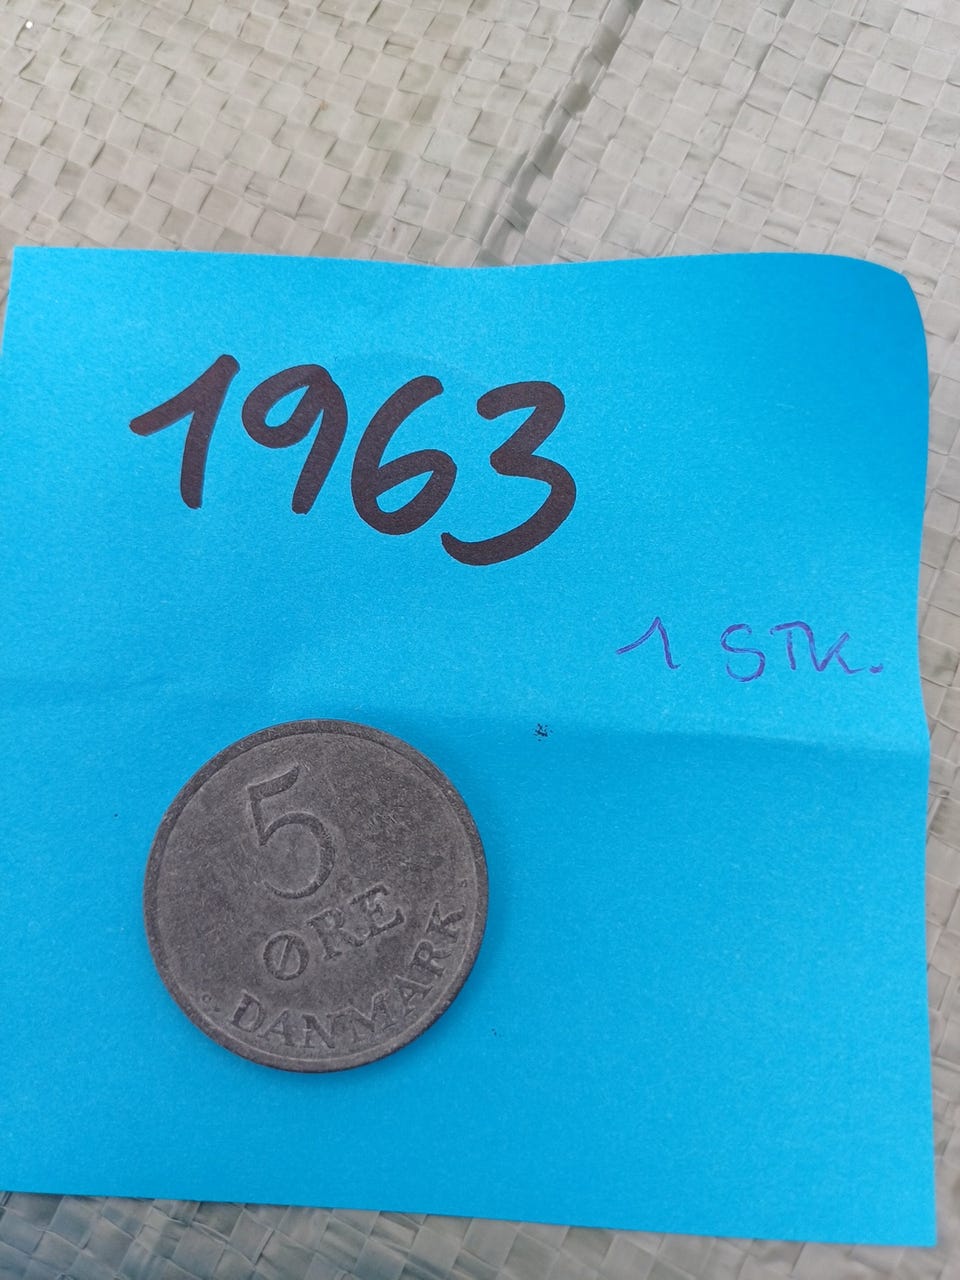 1963
1 STK.
5
ØRE
DANMARK